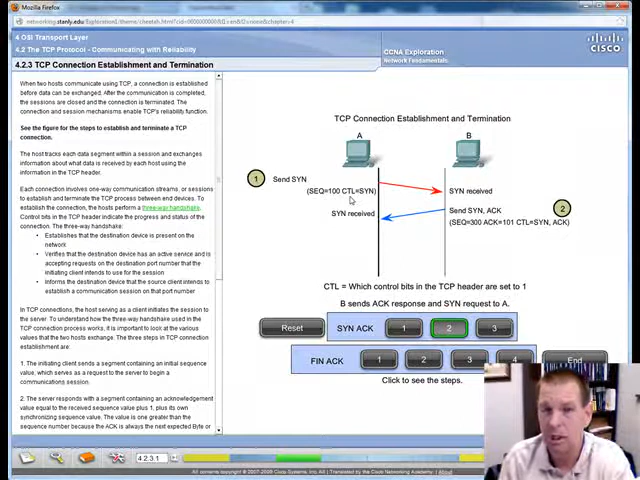 Mozilla Firefox
4 OSI Transport Layer
4.2 The TCP Protocol - Communicating with Reliability
CCNA Exploration
Network Fundamentals
CISCO
4.2.3 TCP Connection Establishment and Termination
When two hosts communicate using TCP, a connection is established
before data can be exchanged. After the communication is completed,
the sessions are closed and the connection is terminated. The
connection and session mechanisms enable TCP's reliability function.
See the figure for the steps to establish and terminate a TCP
connection.
The host tracks each data segment within a session and exchanges
information about what data is received by each host using the
information in the TCP header.
Each connection involves one-way communication streams, or sessions
to establish and terminate the TCP process between end devices. To
establish the connection, the hosts perform a three-way handshake.
Control bits in the TCP header indicate the progress and status of the
connection. The three-way handshake:
• Establishes that the destination device is present on the
network
• Verifies that the destination device has an active service and is
accepting requests on the destination port number that the
initiating client intends to use for the session
• Informs the destination device that the source client intends to
establish a communication session on that port number
In TCP connections, the host serving as a client initiates the session to
the server. To understand how the three-way handshake used in the
TCP connection process works, it is important to look at the various
values that the two hosts exchange. The three steps in TCP connection
establishment are:
1. The initiating client sends a segment containing an initial sequence
value, which serves as a request to the server to begin a
communications session.
2. The server responds with a segment containing an acknowledgement
value equal to the received sequence value plus 1, plus its own
synchronizing sequence value. The value is one greater than the
sequence number because the ACK is always the next expected Byte or
TCP Connection Establishment and Termination
A
B
1
Send SYN
(SEQ=100 CTL=SYN)
SYN received
SYN received
Send SYN, ACK
2
(SEQ=300 ACK=101 CTL=SYN, ACK)
CTL = Which control bits in the TCP header are set to 1
B sends ACK response and SYN request to A.
Reset
SYN ACK
1
2
3
FIN ACK
1
2
3
4
End
Click to see the steps.
4.2.3.1
About